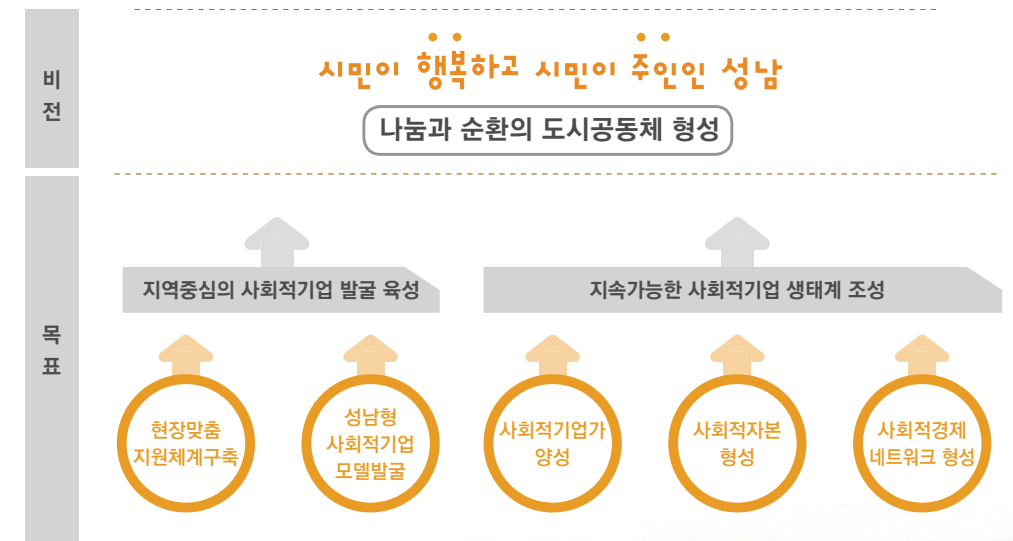 비
전
시민이 행복하고 시민이 주인인 성남
나눔과 순환의 도시공동체 형성
목
표
지역중심의 사회적기업 발굴 육성
지속가능한 사회적기업 생태계 조성
현장맞춤
지원체계구축
성남형
사회적기업
모델발굴
사회적기업가
양성
사회적자본
형성
사회적경제
네트워크 형성